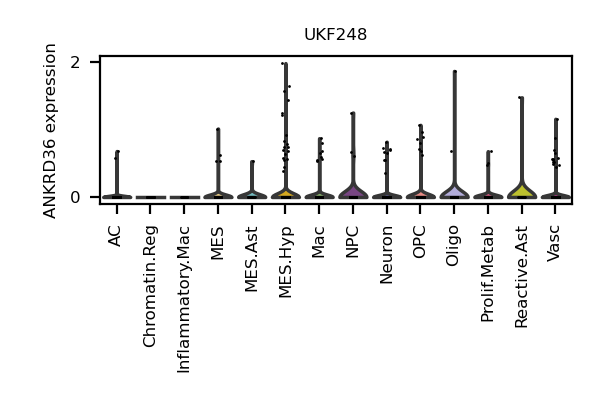 UKF248
ANKRD36 expression
2
0
AC
Chromatin.Reg
Inflammatory.Mac
MES
MES.Ast
MES.Hyp
Mac
NPC
Neuron
OPC
Oligo
Prolif.Metab
Reactive.Ast
Vasc